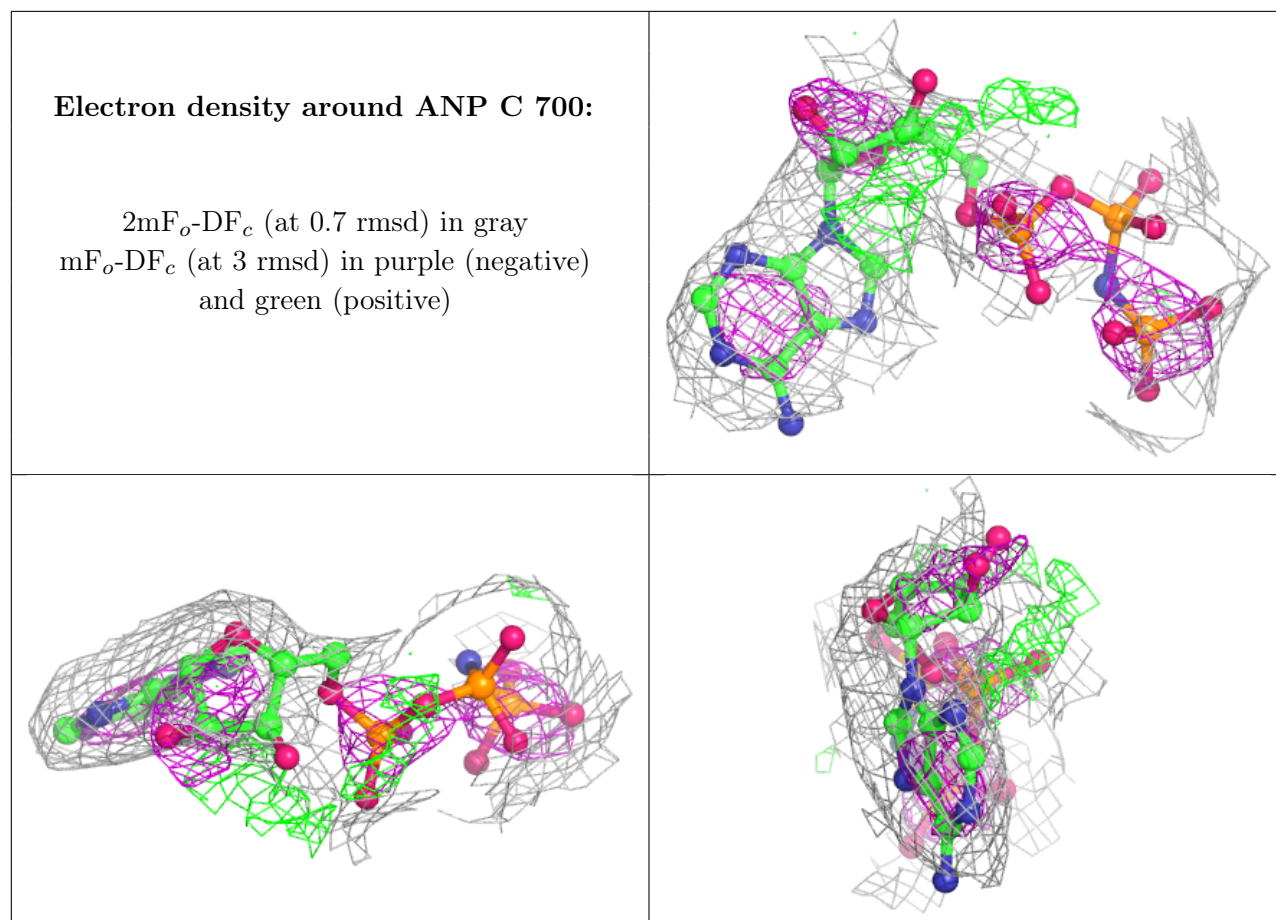 Electron density around ANP C 700:
2mFo-DFc (at 0.7 rmsd) in gray
mFo-DFc (at 3 rmsd) in purple (negative)
and green (positive)